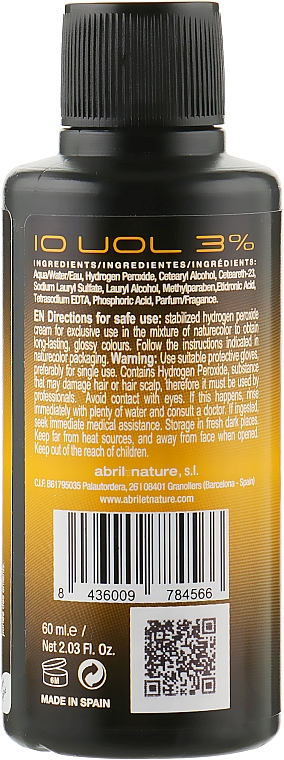 10 VOL 3%
INGREDIENTS/INGREDIENTES/INGRÉDIENTS:
Aqua/Water/Eau, Hydrogen Peroxide, Cetearyl Alcohol, Ceteareth-23,
Sodium Lauryl Sulfate, Lauryl Alcohol, Methylparaben, Etidronic Acid,
Tetrasodium EDTA, Phosphoric Acid, Parfum/Fragance.
EN Directions for safe use: stabilized hydrogen peroxide
cream for exclusive use in the mixture of naturecolor to obtain
long-lasting, glossy colours. Follow the instructions indicated in
naturecolor packaging. Warning: Use suitable protective gloves,
preferably for single use. Contains Hydrogen Peroxide, substance
that may damage hair or hair scalp, therefore it must be used by
professionals. Avoid contact with eyes. If this happens, rinse
immediately with plenty of water and consult a doctor. If ingested,
seek immediate medical assistance. Storage in fresh dark places.
Keep far from heat sources, and away from face when opened.
Keep out of the reach of children.
abril et nature, s.l.
C.I.F. B61795035 Palautordera, 26 08401 Granollers (Barcelona - Spain)
www.abriletnature.com
8 436009 784566
60 ml.e /
Net 2.03 Fl. Oz.
6M
MADE IN SPAIN